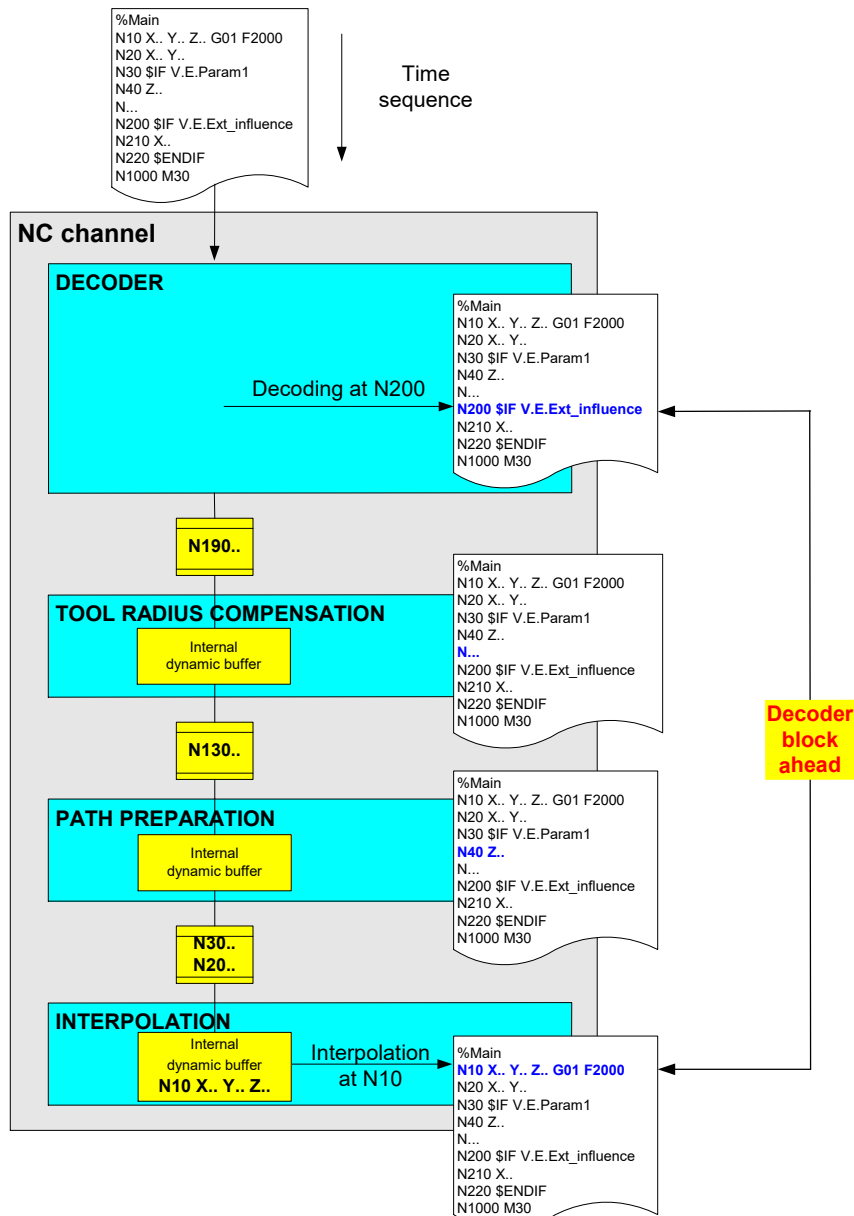 %Main
N10 X.. Y.. Z.. G01 F2000
N20 X.. Y..
N30 $IF V.E.Param1
N40 Z..
N...
N200 $IF V.E.Ext_influence
N210 X..
N220 $ENDIF
N1000 M30
Time
sequence
NC channel
DECODER
Decoding at N200
%Main
N10 X.. Y.. Z.. G01 F2000
N20 X.. Y..
N30 $IF V.E.Param1
N40 Z..
N...
N200 $IF V.E.Ext_influence
N210 X..
N220 $ENDIF
N1000 M30
N190..
TOOL RADIUS COMPENSATION
Internal
dynamic buffer
%Main
N10 X.. Y.. Z.. G01 F2000
N20 X.. Y..
N30 $IF V.E.Param1
N40 Z..
N...
N200 $IF V.E.Ext_influence
N210 X..
N220 $ENDIF
N1000 M30
Decoder
block
ahead
N130..
PATH PREPARATION
Internal
dynamic buffer
%Main
N10 X.. Y.. Z.. G01 F2000
N20 X.. Y..
N30 $IF V.E.Param1
N40 Z..
N...
N200 $IF V.E.Ext_influence
N210 X..
N220 $ENDIF
N1000 M30
N30..
N20..
INTERPOLATION
Internal
dynamic buffer
N10 X.. Y.. Z..
Interpolation
at N10
%Main
N10 X.. Y.. Z.. G01 F2000
N20 X.. Y..
N30 $IF V.E.Param1
N40 Z..
N...
N200 $IF V.E.Ext_influence
N210 X..
N220 $ENDIF
N1000 M30